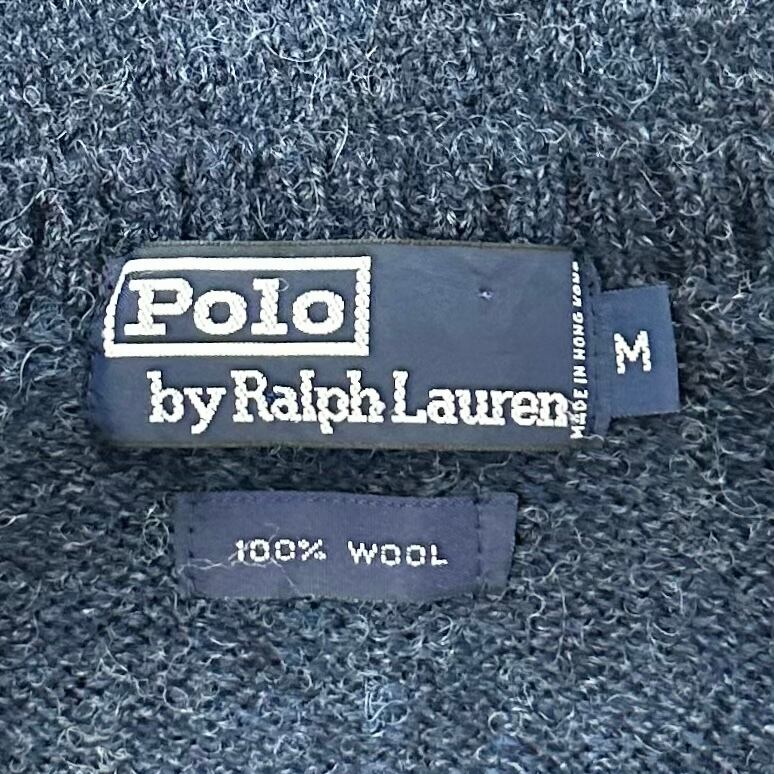 Polo
by Ralph Lauren
MADE IN HONG KONG
M
100% WOOL